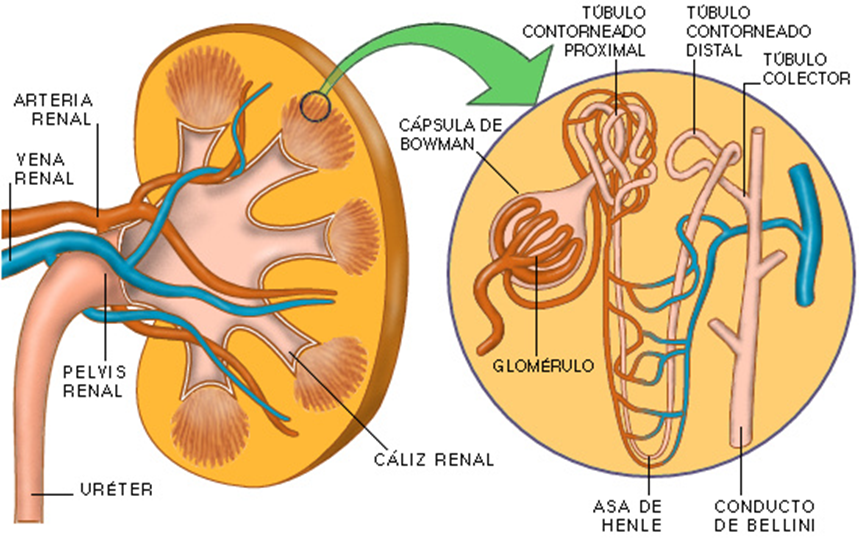 ARTERIA
RENAL
VENA
RENAL
PELVIS
RENAL
URÉTER
CÁLIZ RENAL
TÚBULO
CONTORNEADO
PROXIMAL
TÚBULO
CONTORNEADO
DISTAL
TÚBULO
COLECTOR
CÁPSULA DE
BOWMAN
GLOMÉRULO
ASA DE
HENLE
CONDUCTO
DE BELLINI